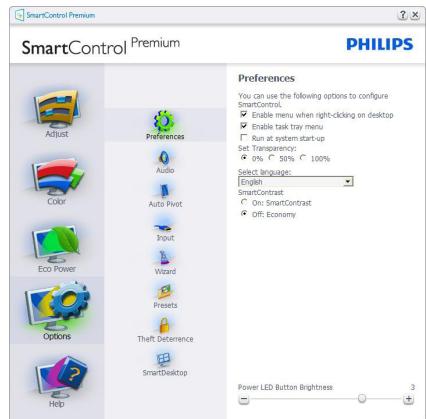 SmartControl Premium
SmartControl Premium
PHILIPS
Adjust
Color
Eco Power
Options
Help
Preferences
Audio
Auto Pivot
Input
Wizard
Presets
Theft Deterrence
SmartDesktop
Preferences
You can use the following options to configure
SmartControl.
Enable menu when right-clicking on desktop
Enable task tray menu
Run at system start-up
Set Transparency:
0% 50% 100%
Select language:
English
SmartContrast
On: SmartContrast
Off: Economy
Power LED Button Brightness 3